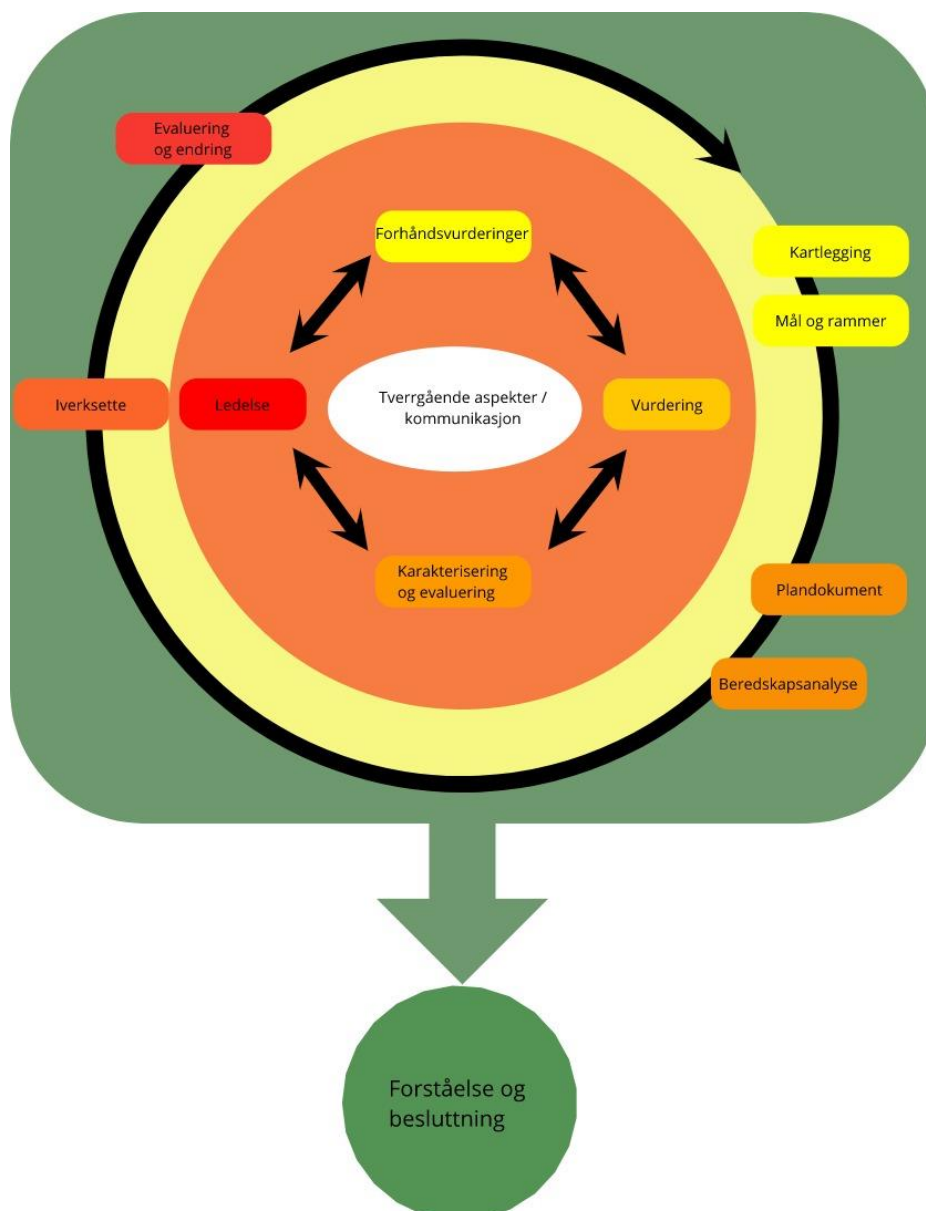 Evaluering
og endring
Forhåndsvurderinger
Kartlegging
Mål og rammer
Iverksette
Ledelse
Tverrgående aspekter /
kommunikasjon
Vurdering
Karakterisering
og evaluering
Plandokument
Beredskapsanalyse
Forståelse og
besluttning